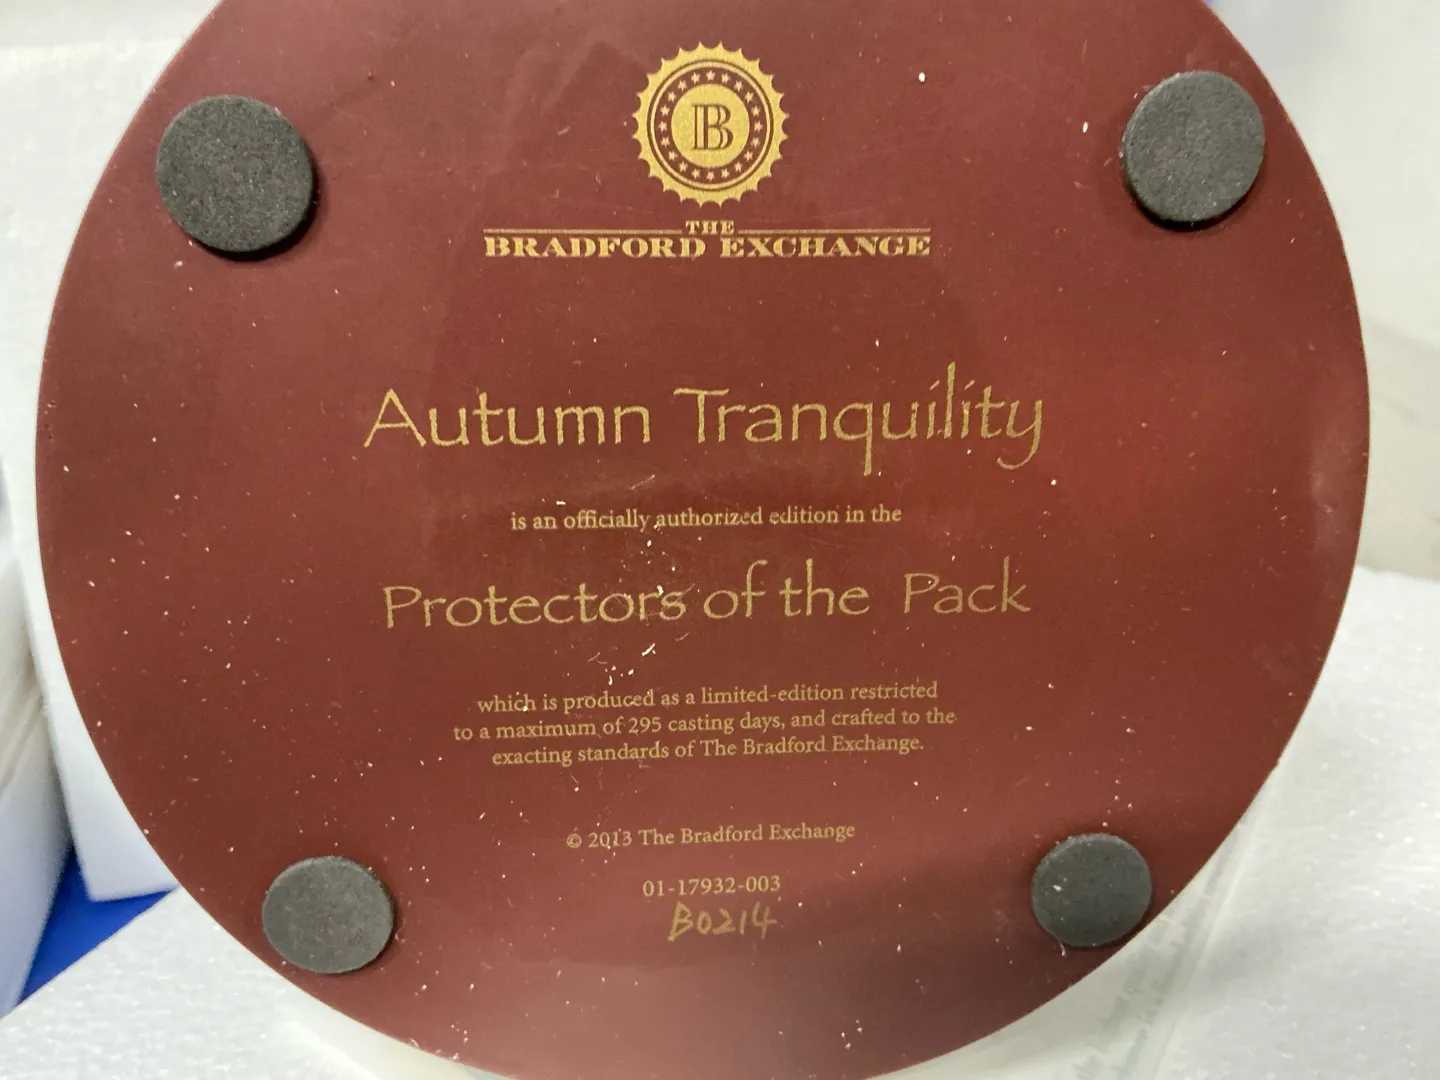 B
THE
BRADFORD EXCHANGE
Autumn Tranquility
is an officially authorized edition in the
Protectors of the Pack
which is produced as a limited-edition restricted
to a maximum of 295 casting days, and crafted to the
exacting standards of The Bradford Exchange.
© 2013 The Bradford Exchange
01-17932-003
B0214